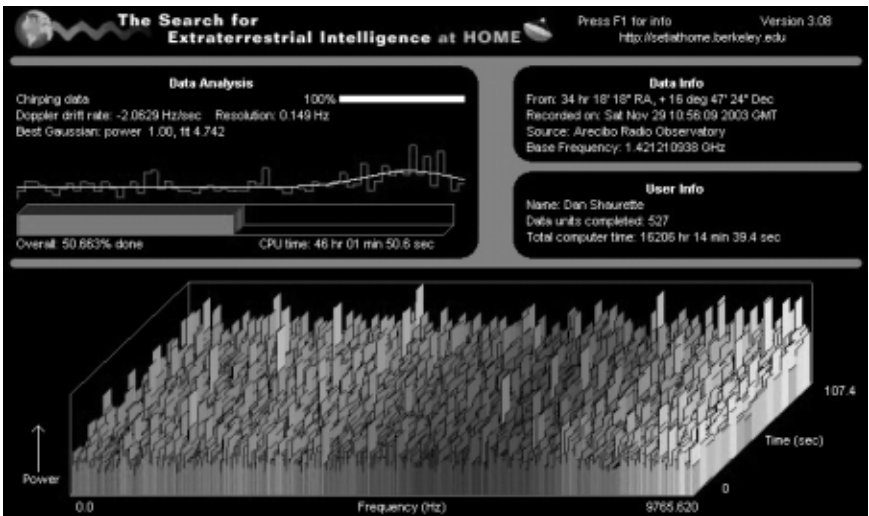 The Search for
Extraterrestrial Intelligence at HOME
Press F1 for info Version 3.08
http://setiathome.berkeley.edu
Data Analysis
Chirping data 100%
Doppler drift rate: -2.0629 Hz/sec Resolution: 0.149 Hz
Best Gaussian: power 1.00, fit 4.742
Overall: 50.663% done CPU time: 46 hr 01 min 50.6 sec
Data Info
From: 34 hr 18' 18" RA, + 16 deg 47' 24" Dec
Recorded on: Sat Nov 29 10:56:09 2003 GMT
Source: Arecibo Radio Observatory
Base Frequency: 1.421210938 GHz
User Info
Name: Dan Shaurette
Data units completed: 527
Total computer time: 16206 hr 14 min 39.4 sec
107.4
Time (sec)
Power
0
0.0 Frequency (Hz) 9765.620